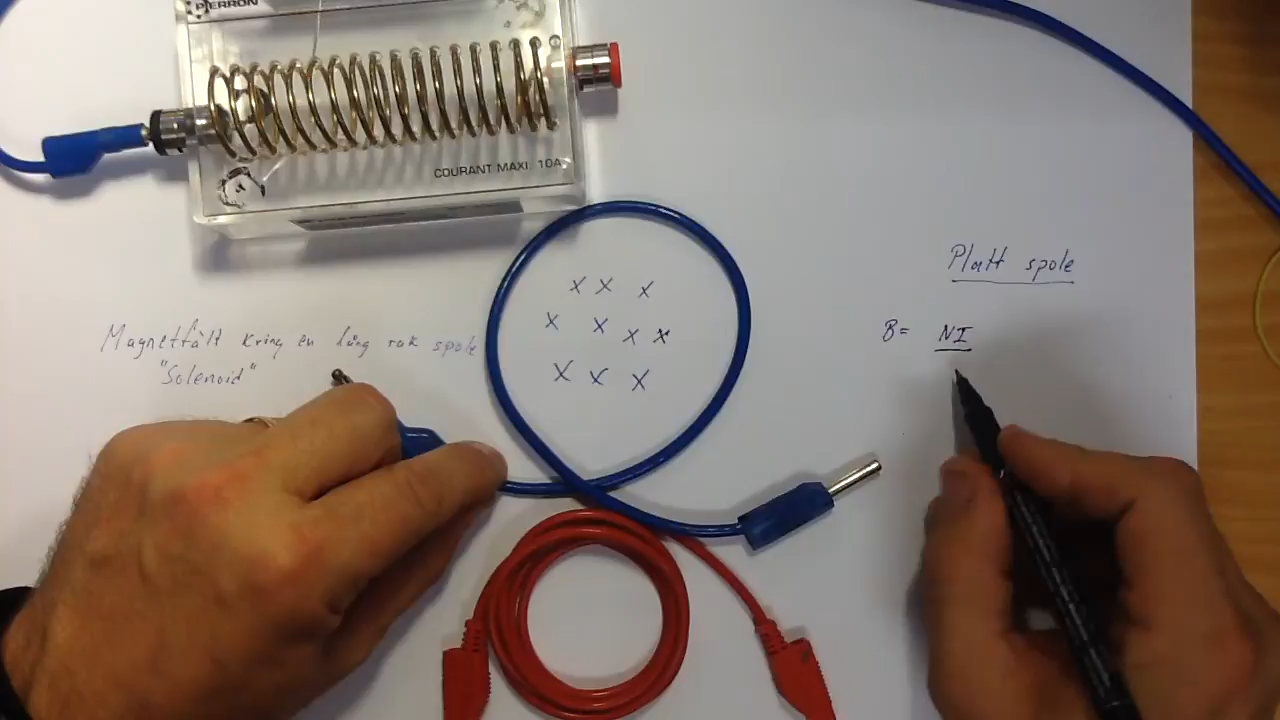 PIERRON
COURANT MAXI. 10A
Magnetfält kring en lång rak spole
"Solenoid"
x x x
x x x x
x x x
Platt spole
B = NI